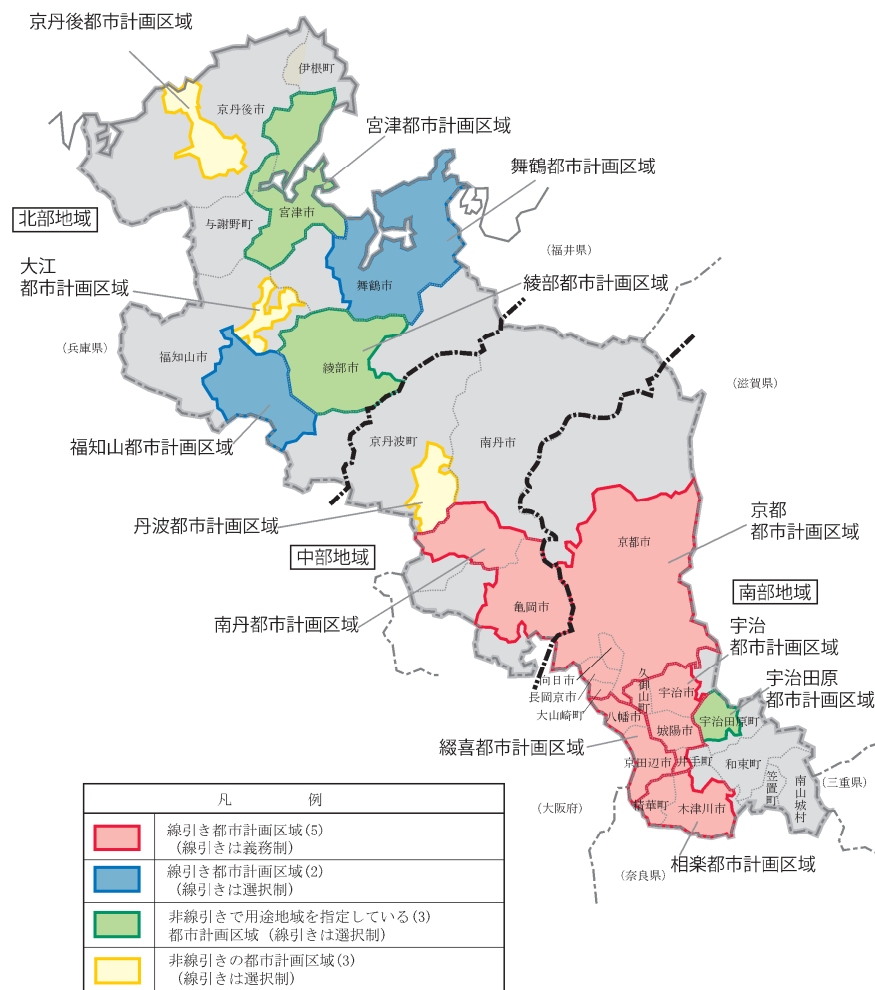 京丹後都市計画区域
伊根町
京丹後市
宮津都市計画区域
舞鶴都市計画区域
北部地域
与謝野町
宮津市
(福井県)
大江
都市計画区域
舞鶴市
綾部都市計画区域
(兵庫県)
福知山市
綾部市
(滋賀県)
福知山都市計画区域
京丹波町
南丹市
丹波都市計画区域
京都
都市計画区域
京都市
中部地域
南部地域
亀岡市
南丹都市計画区域
宇治
都市計画区域
向日市
久御山町
宇治市
宇治田原
都市計画区域
長岡京市
大山崎町
八幡市
宇治田原町
城陽市
綴喜都市計画区域
京田辺市
井手町
和束町
笠置町
南山城村
(三重県)
(大阪府)
精華町
木津川市
(奈良県)
相楽都市計画区域
凡 例
線引き都市計画区域(5)
(線引きは義務制)
線引き都市計画区域(2)
(線引きは選択制)
非線引きで用途地域を指定している(3)
都市計画区域 (線引きは選択制)
非線引きの都市計画区域(3)
(線引きは選択制)